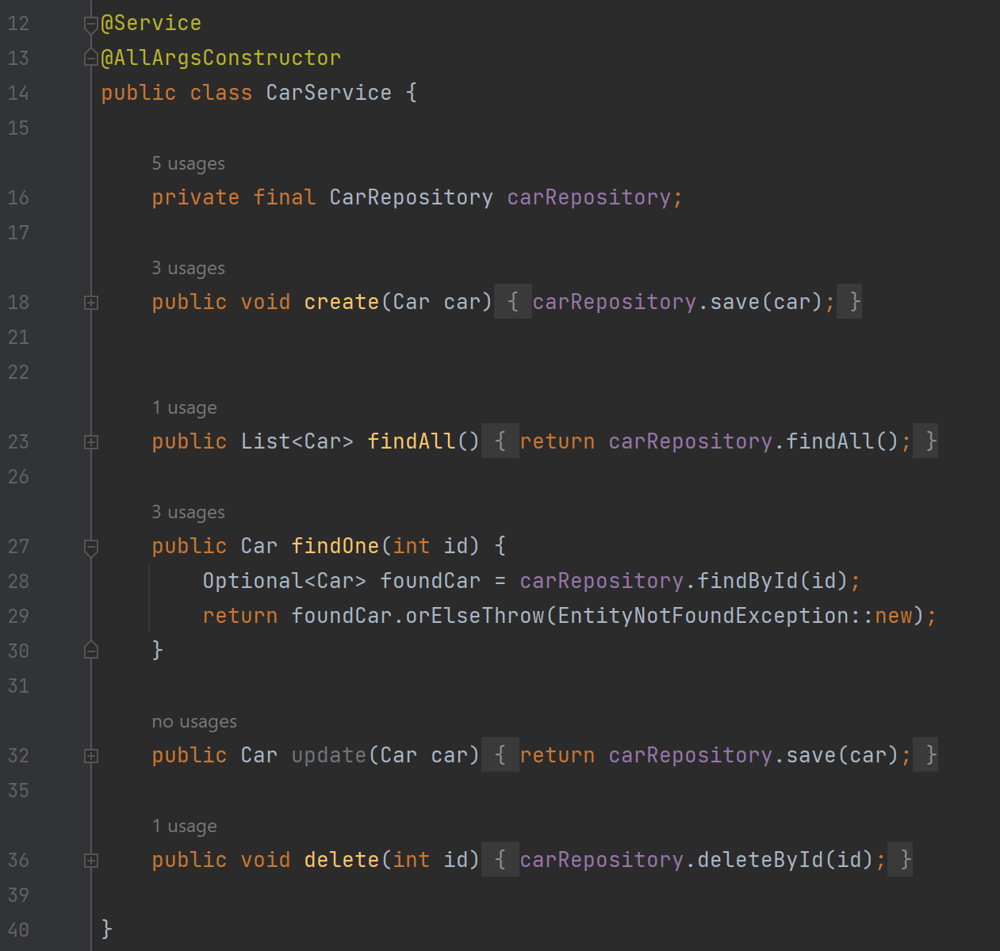 12 @Service
13 @AllArgsConstructor
14 public class CarService {
15
5 usages
16 private final CarRepository carRepository;
17
3 usages
18 public void create(Car car) { carRepository.save(car); }
21
22
1 usage
23 public List<Car> findAll() { return carRepository.findAll(); }
26
3 usages
27 public Car findOne(int id) {
28 Optional<Car> foundCar = carRepository.findById(id);
29 return foundCar.orElseThrow(EntityNotFoundException::new);
30 }
31
no usages
32 public Car update(Car car) { return carRepository.save(car); }
35
1 usage
36 public void delete(int id) { carRepository.deleteById(id); }
39
40 }